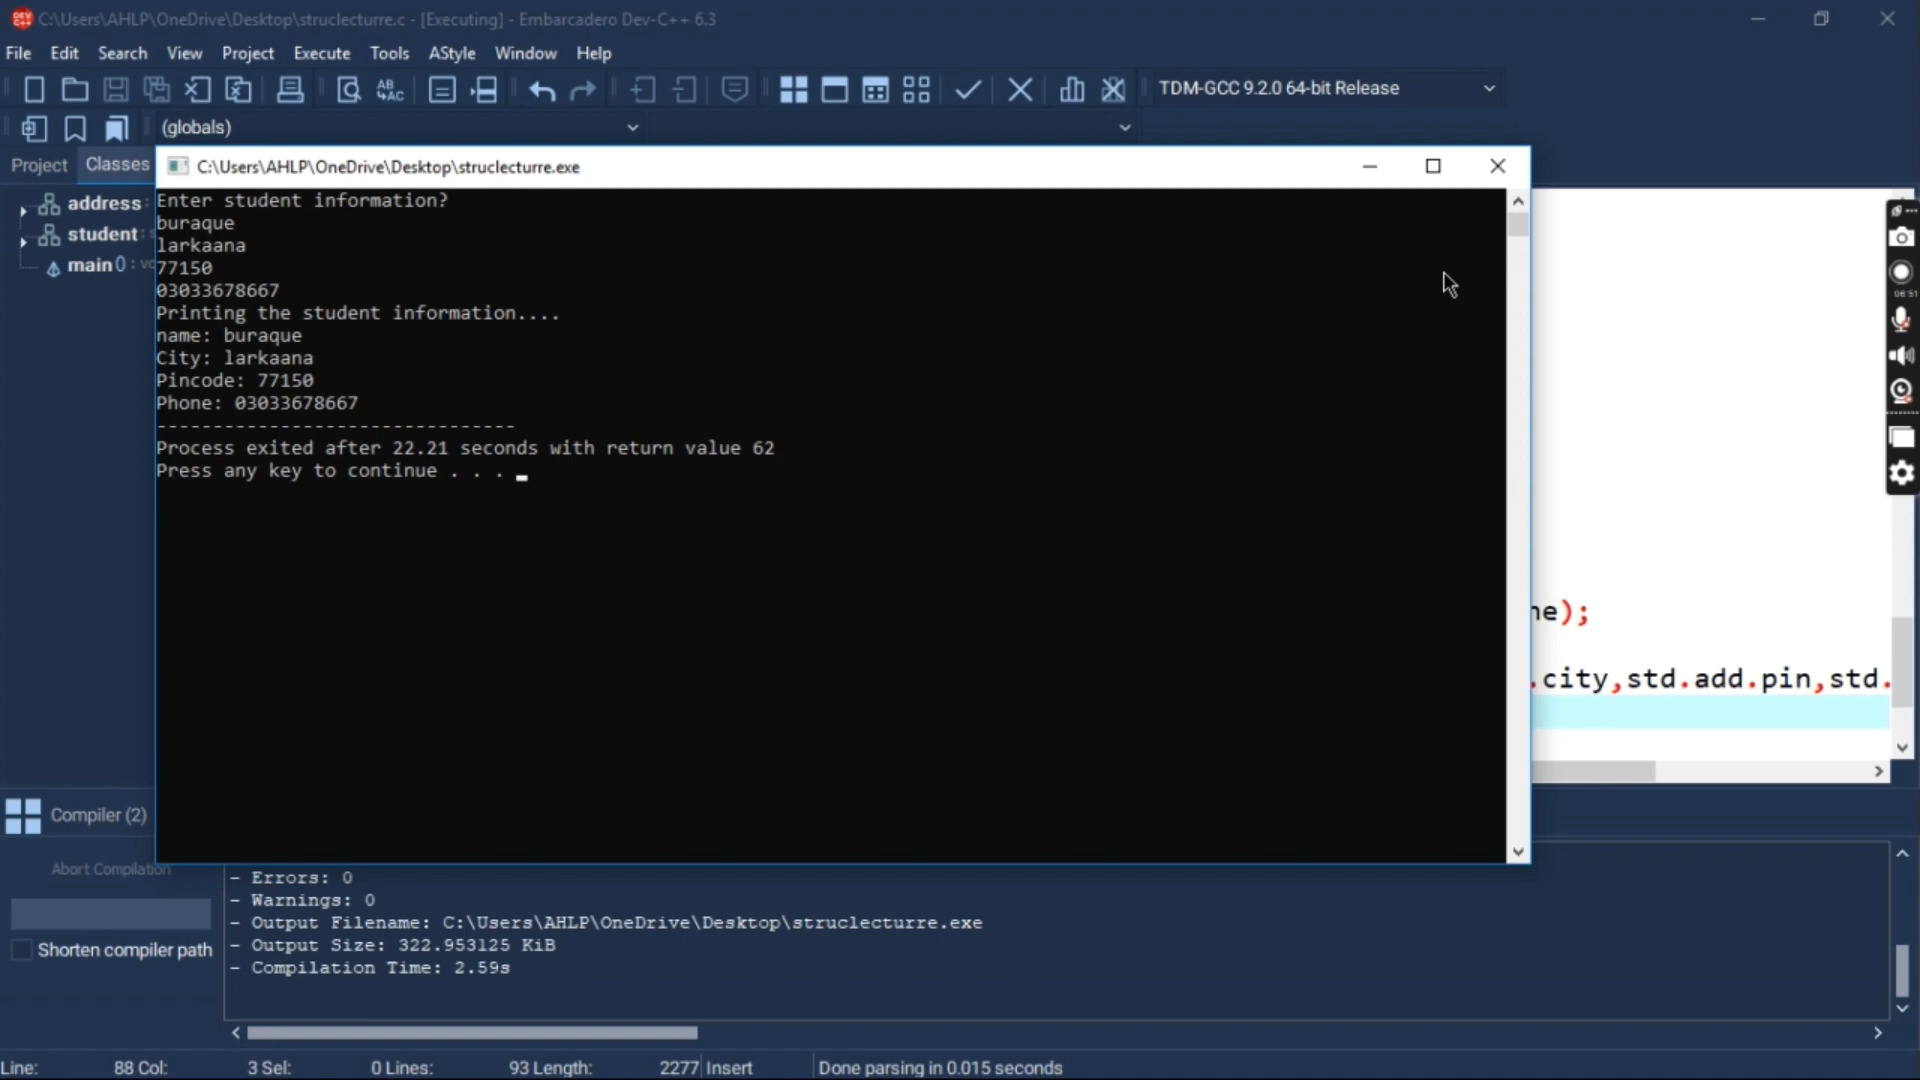 C:\Users\AHLP\OneDrive\Desktop\struclecturre.c - [Executing] - Embarcadero Dev-C++ 6.3
File Edit Search View Project Execute Tools AStyle Window Help
TDM-GCC 9.2.0 64-bit Release
(globals)
Project Classes
C:\Users\AHLP\OneDrive\Desktop\struclecturre.exe
address :
student : s
main () : vo
Enter student information?
buraque
larkaana
77150
03033678667
Printing the student information....
name: buraque
City: larkaana
Pincode: 77150
Phone: 03033678667
--------------------------------
Process exited after 22.21 seconds with return value 62
Press any key to continue . . .
06:51
ne);
.city,std.add.pin,std.
Compiler (2)
Abort Compilation
Shorten compiler path
- Errors: 0
- Warnings: 0
- Output Filename: C:\Users\AHLP\OneDrive\Desktop\struclecturre.exe
- Output Size: 322.953125 KiB
- Compilation Time: 2.59s
Line: 88 Col: 3 Sel: 0 Lines: 93 Length: 2277 Insert Done parsing in 0.015 seconds